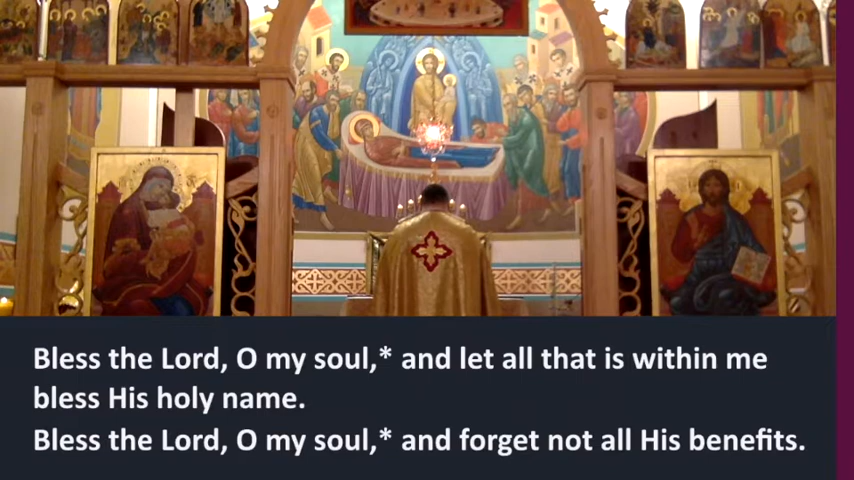 Bless the Lord, O my soul,* and let all that is within me
bless His holy name.
Bless the Lord, O my soul,* and forget not all His benefits.